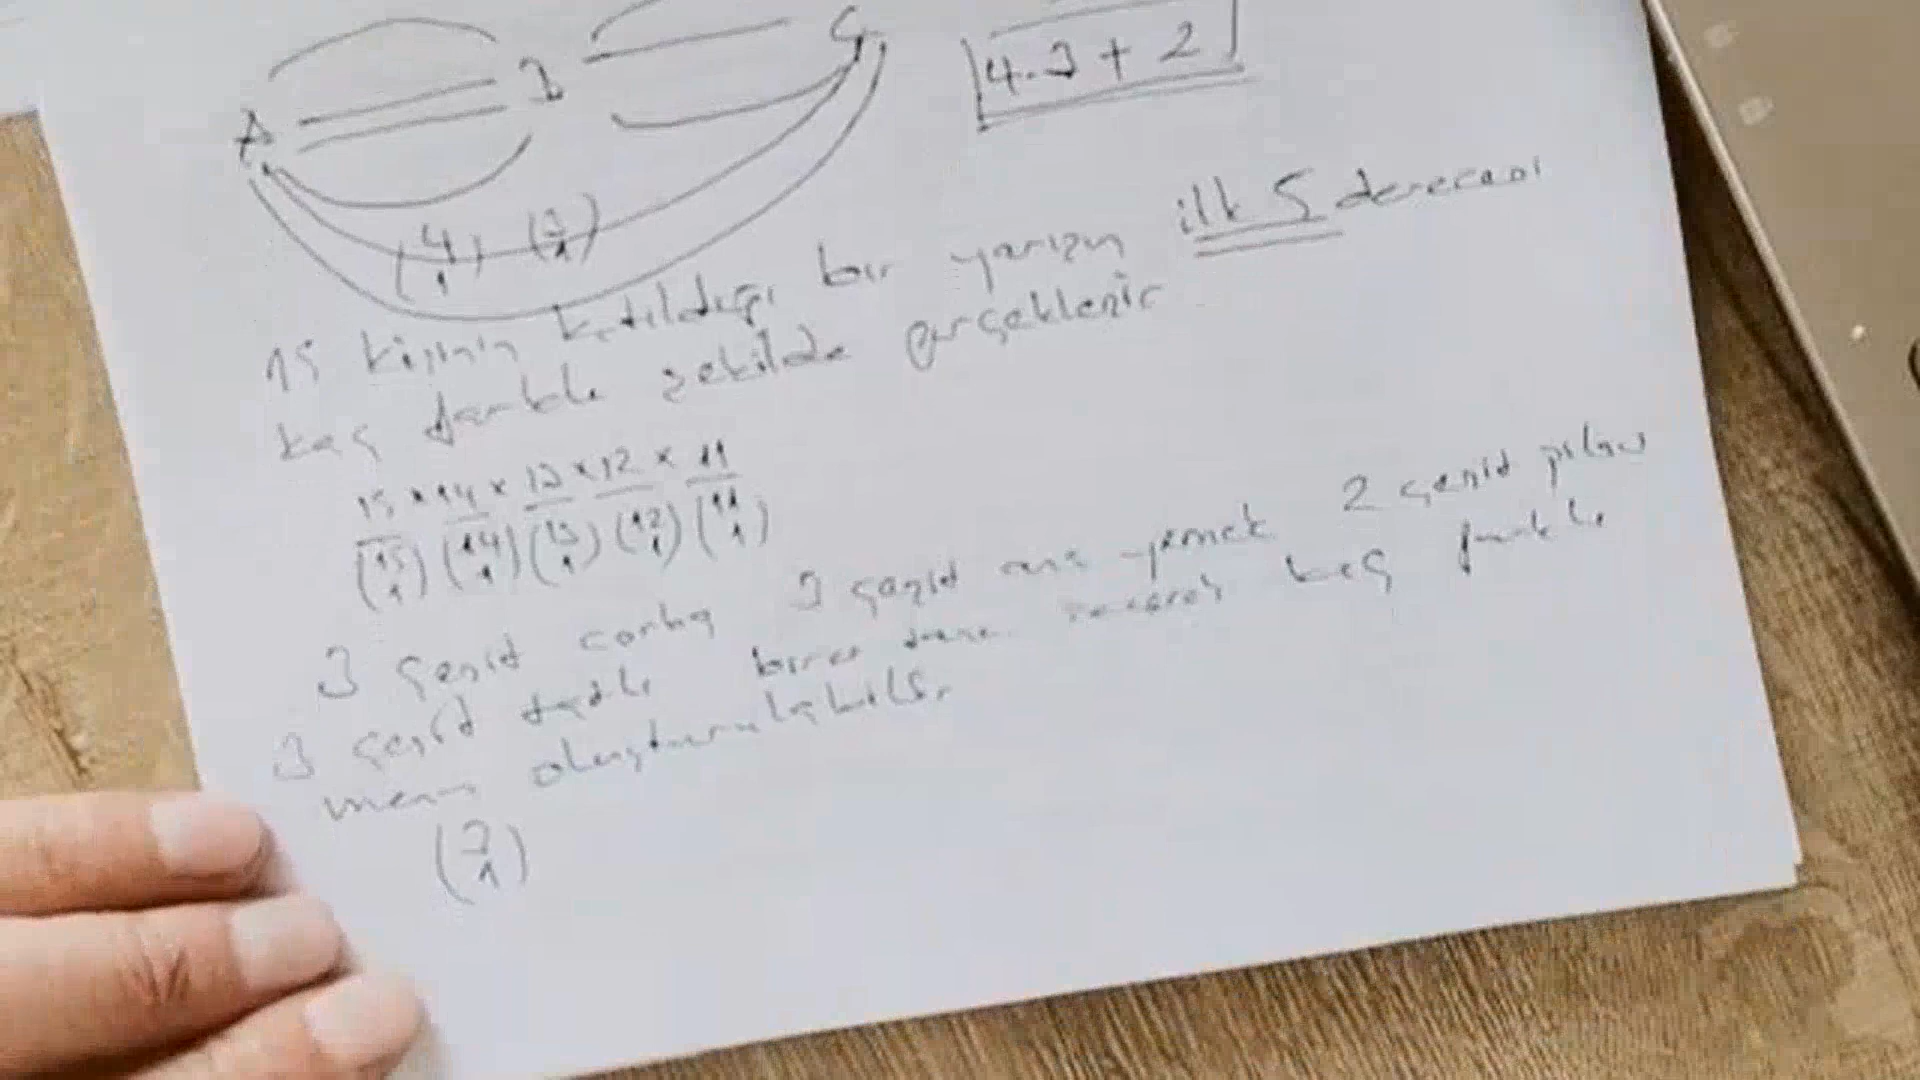 A B C
4.3+2
(4 1) (3 1)
15 kişinin katıldığı bir yarışın ilk 5 derecesi
kaç farklı şekilde gerçekleşir
15 x 14 x 13 x 12 x 11
(15 1) (14 1) (13 1) (12 1) (11 1)
3 çeşit çorba 3 çeşit ana yemek 2 çeşit pilav
3 çeşit tatlı birer tane seçerek kaç farklı
menü oluşturulabilir
(3 1)